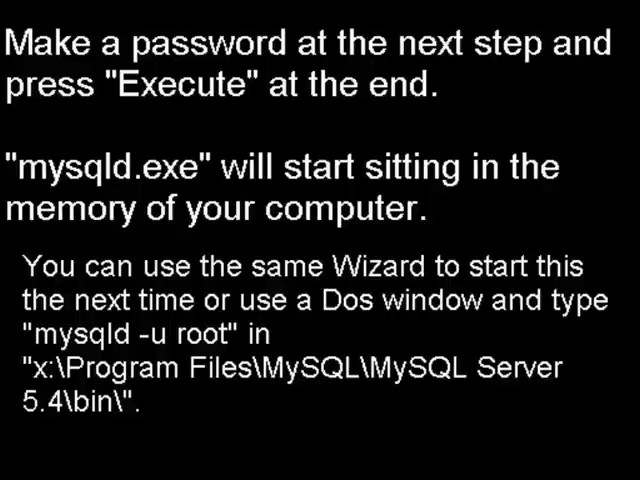 Make a password at the next step and
press "Execute" at the end.
"mysqld.exe" will start sitting in the
memory of your computer.
You can use the same Wizard to start this
the next time or use a Dos window and type
"mysqld -u root" in
"x:\Program Files\MySQL\MySQL Server
5.4\bin\".